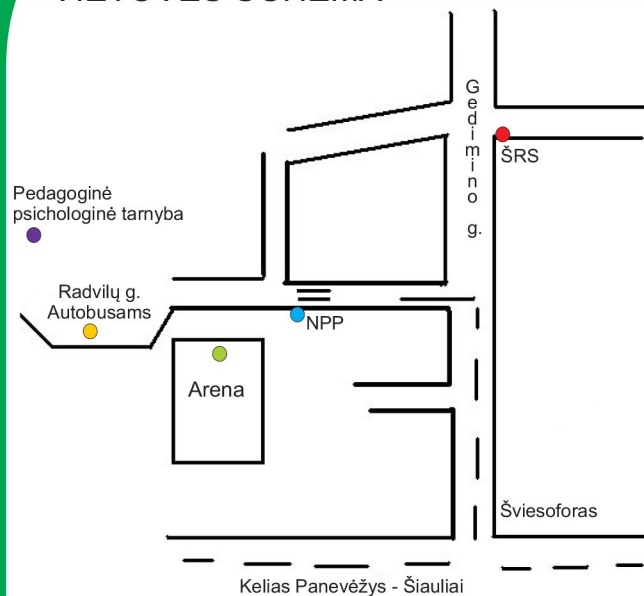 Gedimino g.
ŠRS
Pedagoginė
psichologinė tarnyba
Radvilų g.
Autobusams
NPP
Arena
Šviesoforas
Kelias Panevėžys - Šiauliai